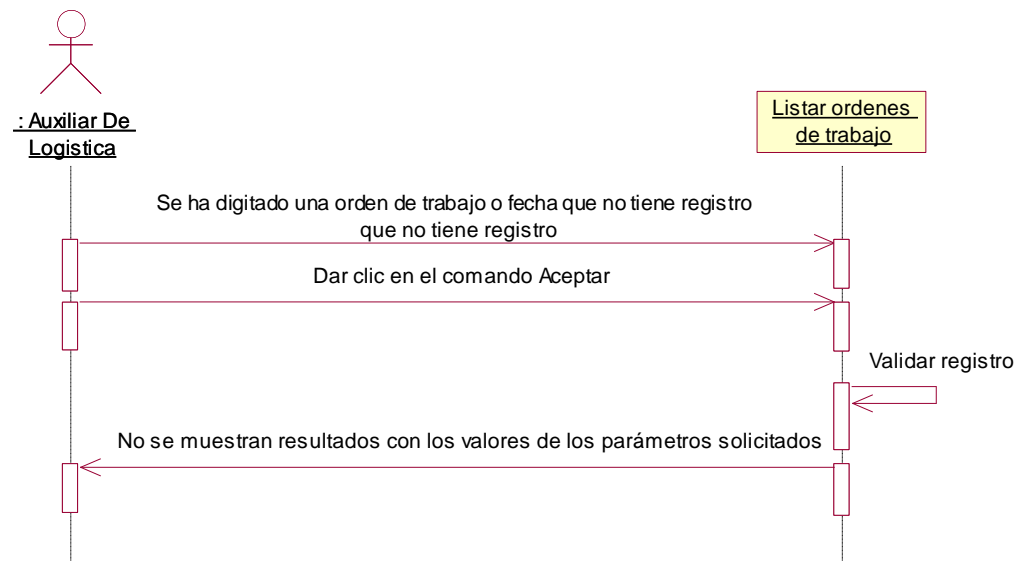 : Auxiliar De
Logistica
Listar ordenes
de trabajo
Se ha digitado una orden de trabajo o fecha que no tiene registro
que no tiene registro
Dar clic en el comando Aceptar
Validar registro
No se muestran resultados con los valores de los parámetros solicitados